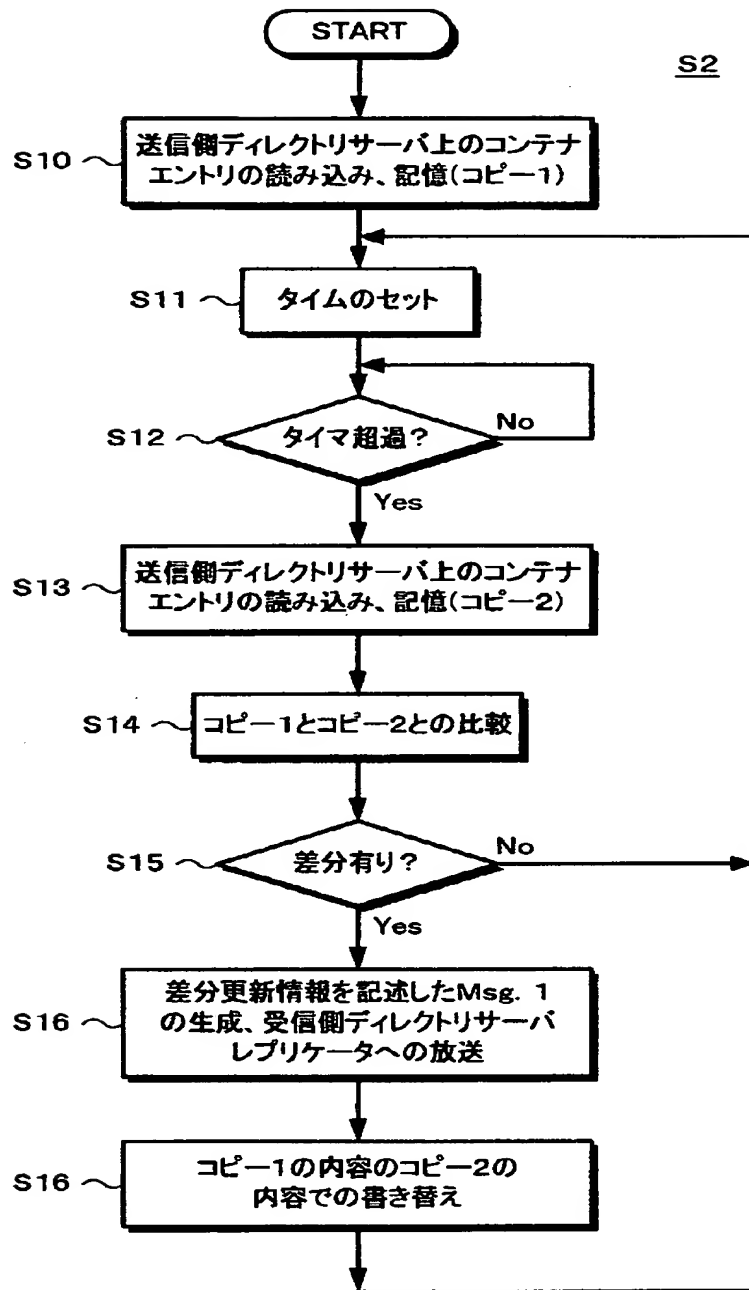 START
S2
S10
送信側ディレクトリサーバ上のコンテナ
エントリの読み込み、記憶(コピー1)
S11
タイムのセット
S12
タイマ超過?
No
Yes
S13
送信側ディレクトリサーバ上のコンテナ
エントリの読み込み、記憶(コピー2)
S14
コピー1とコピー2との比較
S15
差分有り?
No
Yes
S16
差分更新情報を記述したMsg. 1
の生成、受信側ディレクトリサーバ
レプリケータへの放送
S16
コピー1の内容のコピー2の
内容での書き替え